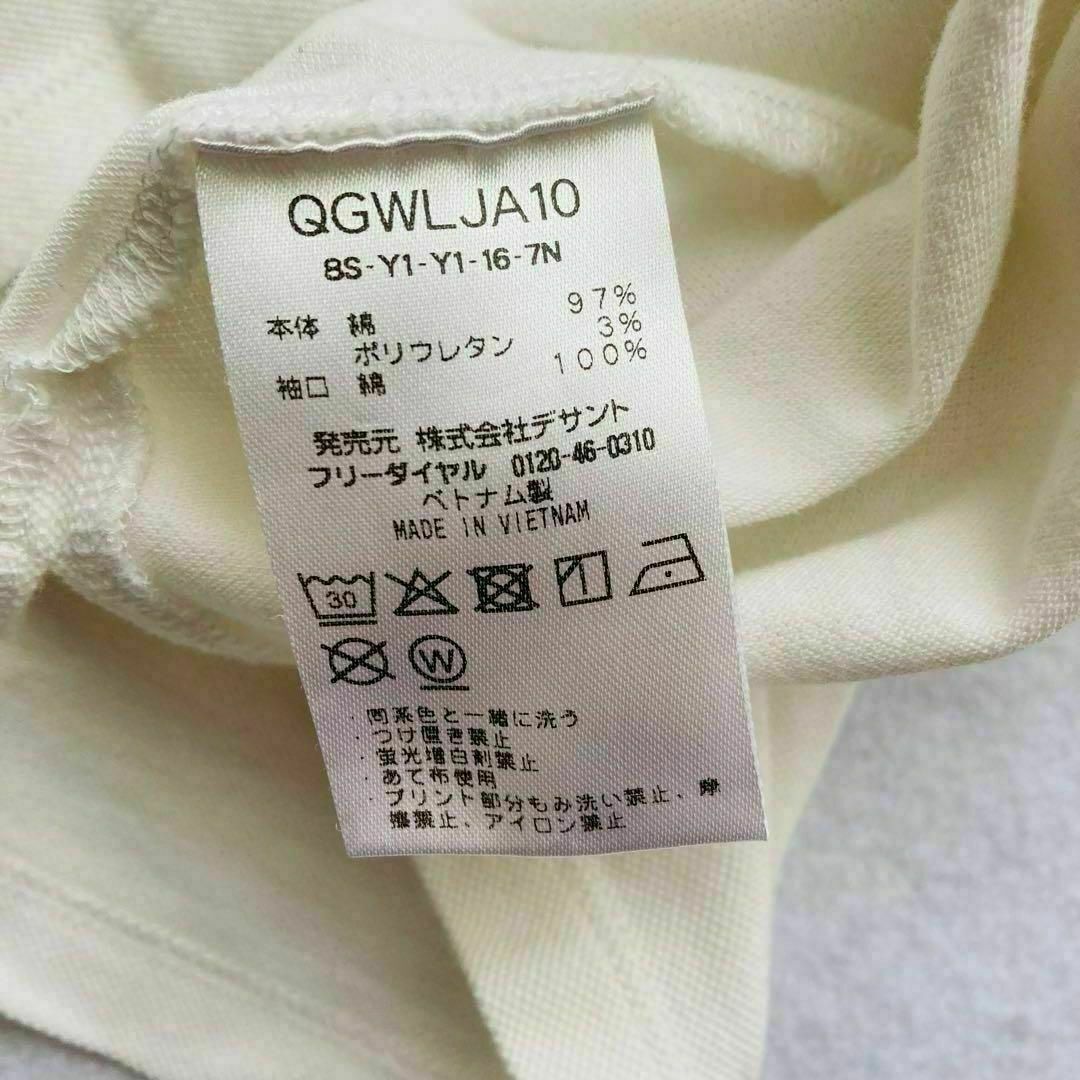 QGWLJA10
8S-Y1-Y1-16-7N
本体 綿 97%
ポリウレタン 3%
袖口 綿 100%
発売元 株式会社デサント
フリーダイヤル 0120-46-0310
ベトナム製
MADE IN VIETNAM
30
W
・同系色と一緒に洗う
・つけ置き禁止
・蛍光増白剤禁止
・あて布使用
・プリント部分もみ洗い禁止、摩
擦禁止、アイロン禁止